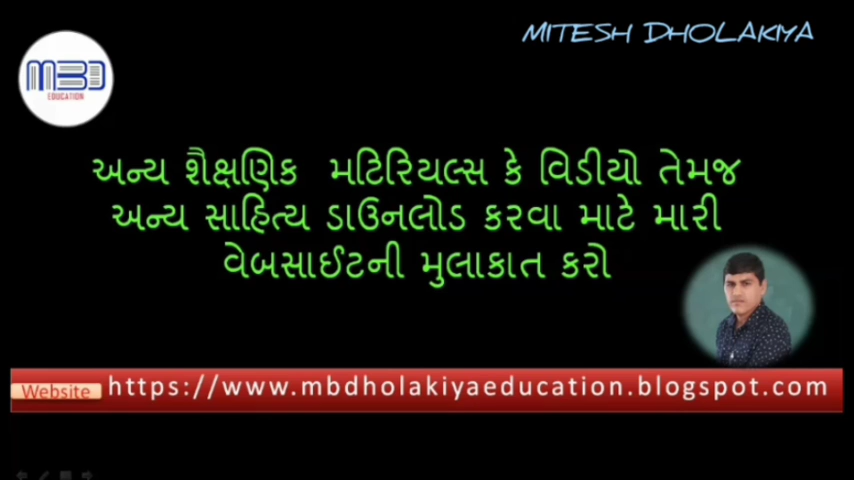 MITESH DHOLAKIYA
MBD
EDUCATION
અન્ય શૈક્ષણિક મટિરિયલ્સ કે વિડીયો તેમજ
અન્ય સાહિત્ય ડાઉનલોડ કરવા માટે મારી
વેબસાઈટની મુલાકાત કરો
Website https://www.mbdholakiyaeducation.blogspot.com